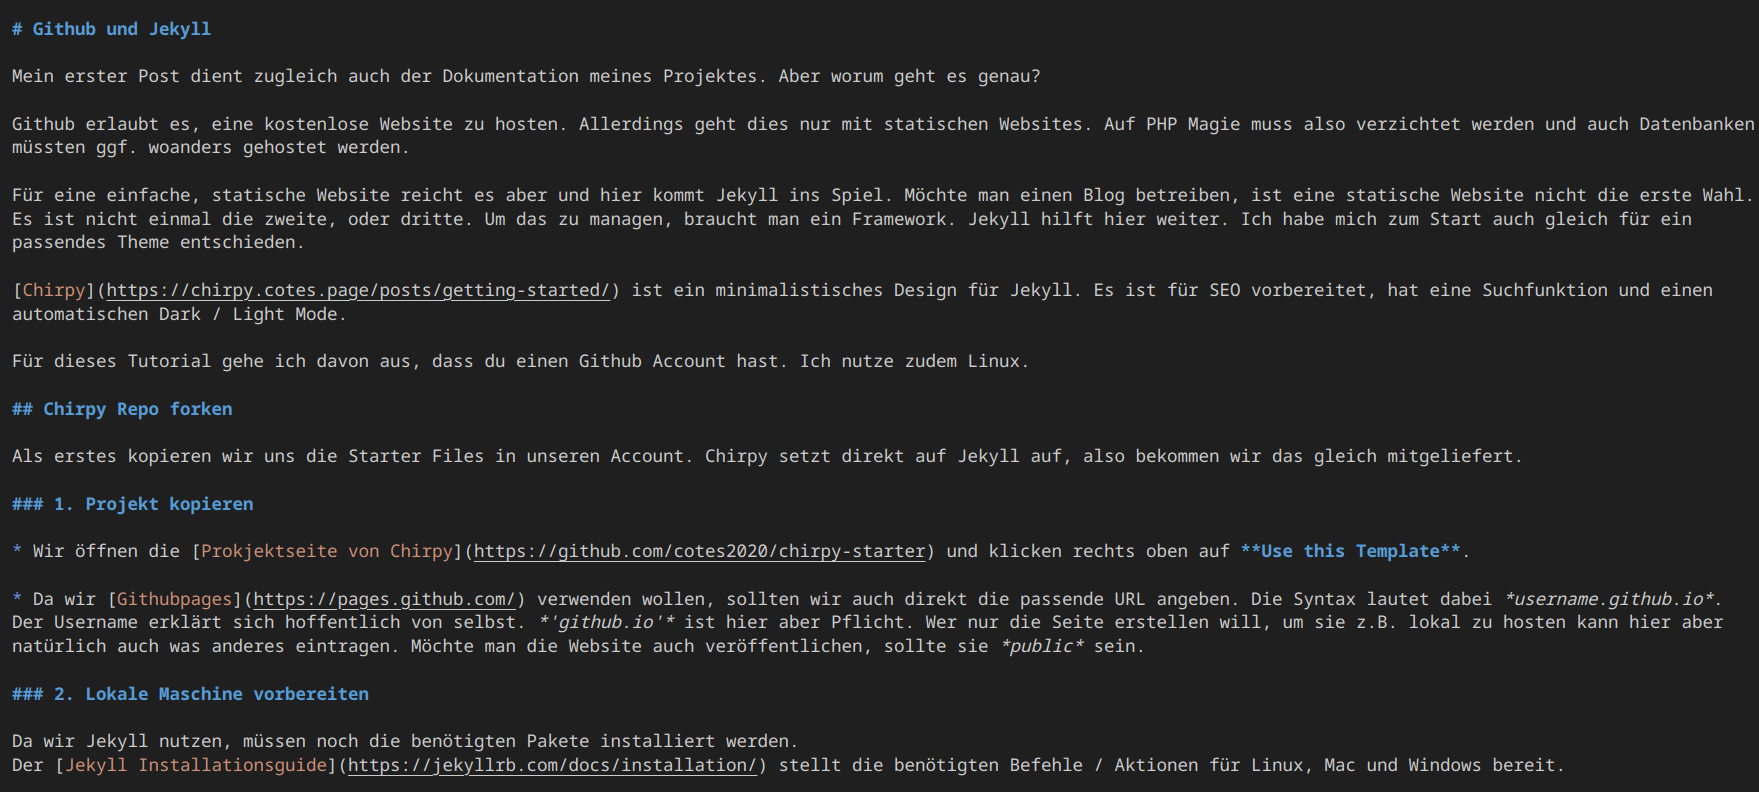 # Github und Jekyll
Mein erster Post dient zugleich auch der Dokumentation meines Projektes. Aber worum geht es genau?
Github erlaubt es, eine kostenlose Website zu hosten. Allerdings geht dies nur mit statischen Websites. Auf PHP Magie muss also verzichtet werden und auch Datenbanken
müssten ggf. woanders gehostet werden.
Für eine einfache, statische Website reicht es aber und hier kommt Jekyll ins Spiel. Möchte man einen Blog betreiben, ist eine statische Website nicht die erste Wahl.
Es ist nicht einmal die zweite, oder dritte. Um das zu managen, braucht man ein Framework. Jekyll hilft hier weiter. Ich habe mich zum Start auch gleich für ein
passendes Theme entschieden.
[Chirpy](https://chirpy.cotes.page/posts/getting-started/) ist ein minimalistisches Design für Jekyll. Es ist für SEO vorbereitet, hat eine Suchfunktion und einen
automatischen Dark / Light Mode.
Für dieses Tutorial gehe ich davon aus, dass du einen Github Account hast. Ich nutze zudem Linux.
## Chirpy Repo forken
Als erstes kopieren wir uns die Starter Files in unseren Account. Chirpy setzt direkt auf Jekyll auf, also bekommen wir das gleich mitgeliefert.
### 1. Projekt kopieren
* Wir öffnen die [Prokjektseite von Chirpy](https://github.com/cotes2020/chirpy-starter) und klicken rechts oben auf **Use this Template**.
* Da wir [Githubpages](https://pages.github.com/) verwenden wollen, sollten wir auch direkt die passende URL angeben. Die Syntax lautet dabei *username.github.io*.
Der Username erklärt sich hoffentlich von selbst. *'github.io'* ist hier aber Pflicht. Wer nur die Seite erstellen will, um sie z.B. lokal zu hosten kann hier aber
natürlich auch was anderes eintragen. Möchte man die Website auch veröffentlichen, sollte sie *public* sein.
### 2. Lokale Maschine vorbereiten
Da wir Jekyll nutzen, müssen noch die benötigten Pakete installiert werden.
Der [Jekyll Installationsguide](https://jekyllrb.com/docs/installation/) stellt die benötigten Befehle / Aktionen für Linux, Mac und Windows bereit.